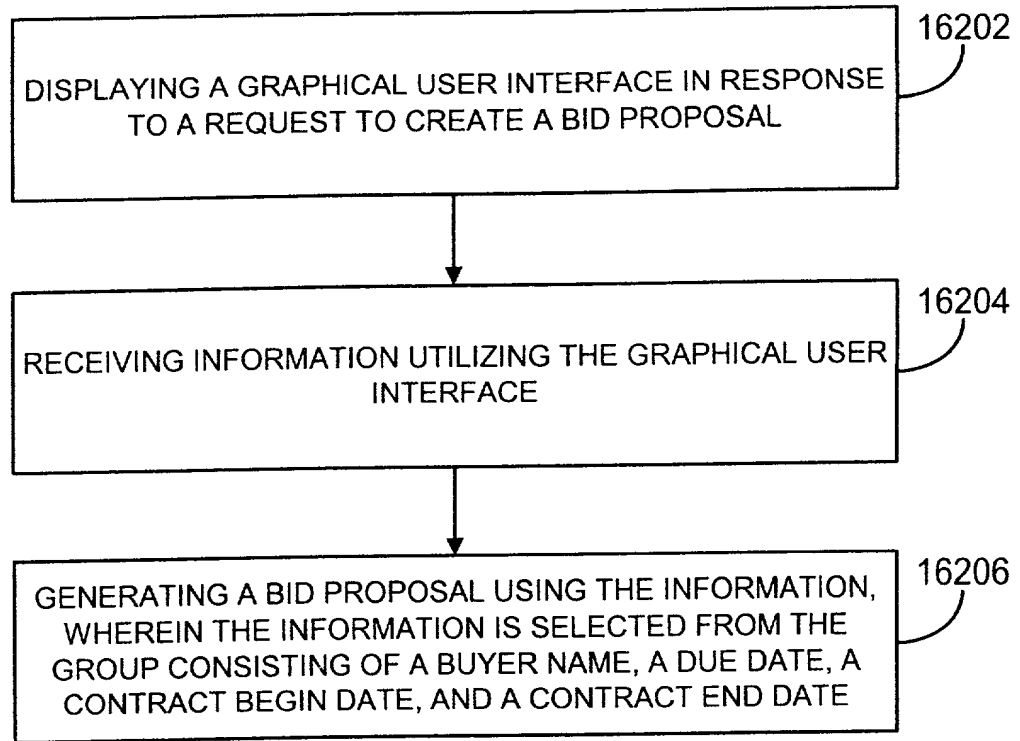 16202
DISPLAYING A GRAPHICAL USER INTERFACE IN RESPONSE
TO A REQUEST TO CREATE A BID PROPOSAL
16204
RECEIVING INFORMATION UTILIZING THE GRAPHICAL USER
INTERFACE
16206
GENERATING A BID PROPOSAL USING THE INFORMATION,
WHEREIN THE INFORMATION IS SELECTED FROM THE
GROUP CONSISTING OF A BUYER NAME, A DUE DATE, A
CONTRACT BEGIN DATE, AND A CONTRACT END DATE